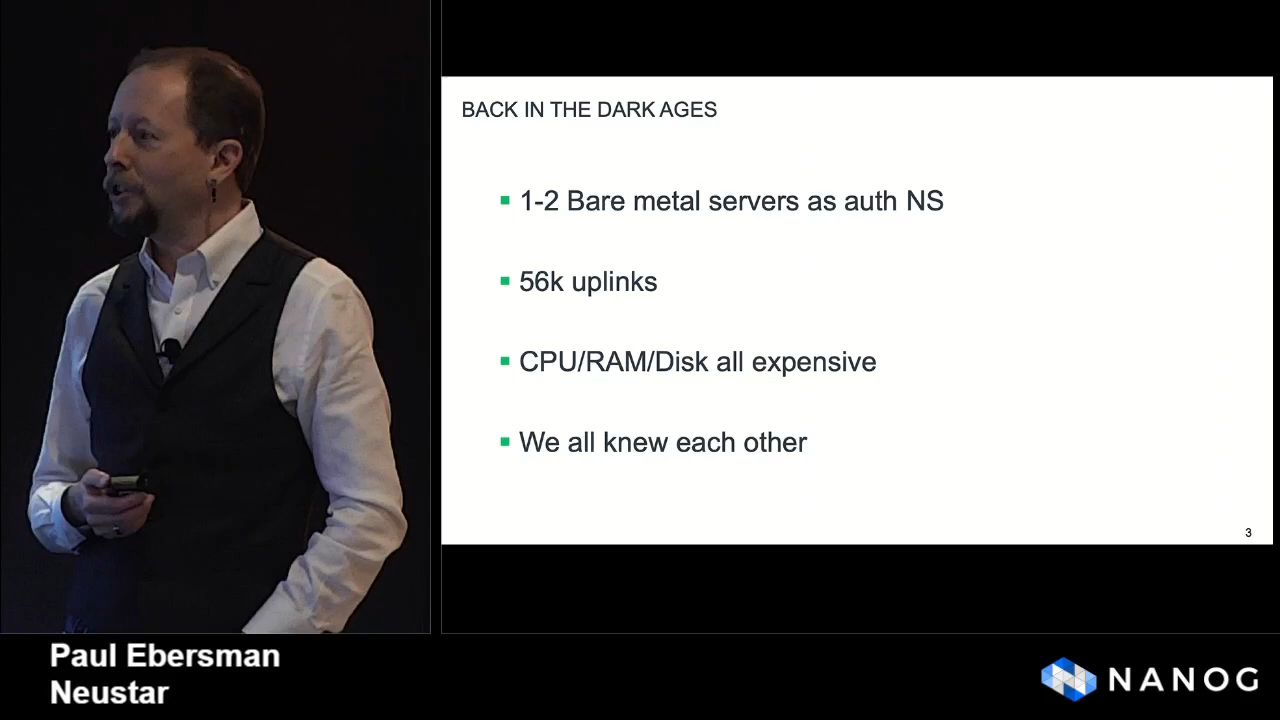 BACK IN THE DARK AGES
1-2 Bare metal servers as auth NS
56k uplinks
CPU/RAM/Disk all expensive
We all knew each other
3
Paul Ebersman
Neustar
NANOG